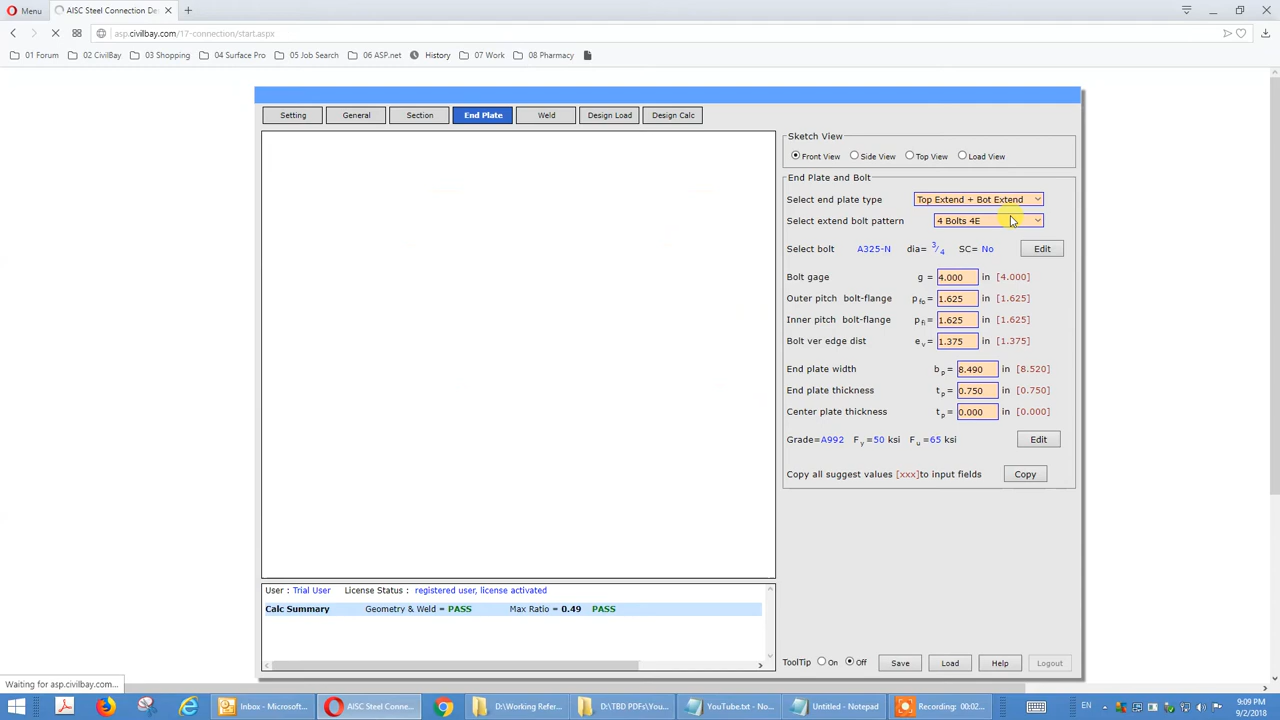 Menu
AISC Steel Connection De
asp.civilbay.com/17-connection/start.aspx
01 Forum
02 CivilBay
03 Shopping
04 Surface Pro
05 Job Search
06 ASP.net
History
07 Work
08 Pharmacy
Setting
General
Section
End Plate
Weld
Design Load
Design Calc
Sketch View
Front View
Side View
Top View
Load View
End Plate and Bolt
Select end plate type Top Extend + Bot Extend
Select extend bolt pattern 4 Bolts 4E
Select bolt A325-N dia= 3/4 SC= No Edit
Bolt gage g = 4.000 in [4.000]
Outer pitch bolt-flange pfo = 1.625 in [1.625]
Inner pitch bolt-flange pfi = 1.625 in [1.625]
Bolt ver edge dist ev = 1.375 in [1.375]
End plate width bp = 8.490 in [8.520]
End plate thickness tp = 0.750 in [0.750]
Center plate thickness tp = 0.000 in [0.000]
Grade=A992 Fy=50 ksi Fu=65 ksi Edit
Copy all suggest values [xxx]to input fields Copy
User : Trial User License Status : registered user, license activated
Calc Summary Geometry & Weld = PASS Max Ratio = 0.49 PASS
ToolTip On Off Save Load Help Logout
Waiting for asp.civilbay.com...
Inbox - Microsoft...
AISC Steel Conne...
D:\Working Refer...
D:\TBD PDFs\You...
YouTube.txt - No...
Untitled - Notepad
Recording: 00:02...
EN
9:09 PM
9/2/2018